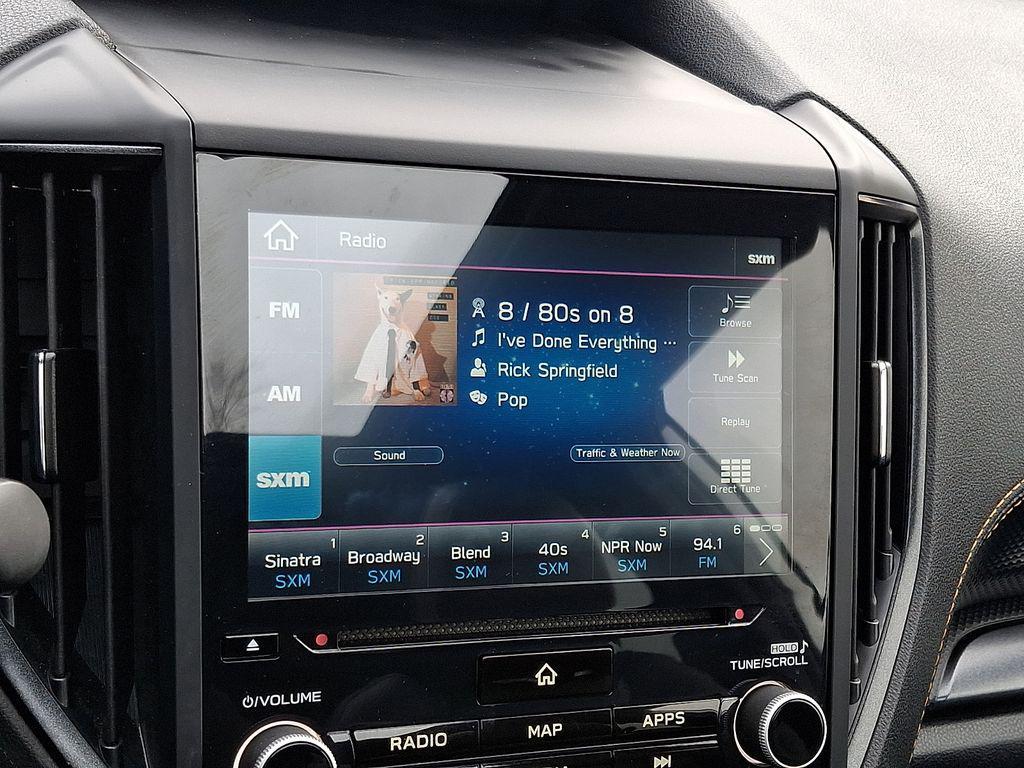 Radio
sxm
FM
AM
sxm
8 / 80s on 8
I've Done Everything ...
Rick Springfield
Pop
Browse
Tune Scan
Replay
Direct Tune
Sound
Traffic & Weather Now
Sinatra 1
SXM
Broadway 2
SXM
Blend 3
SXM
40s 4
SXM
NPR Now 5
SXM
94.1 6
FM
HOLD
TUNE/SCROLL
/VOLUME
RADIO
MAP
APPS